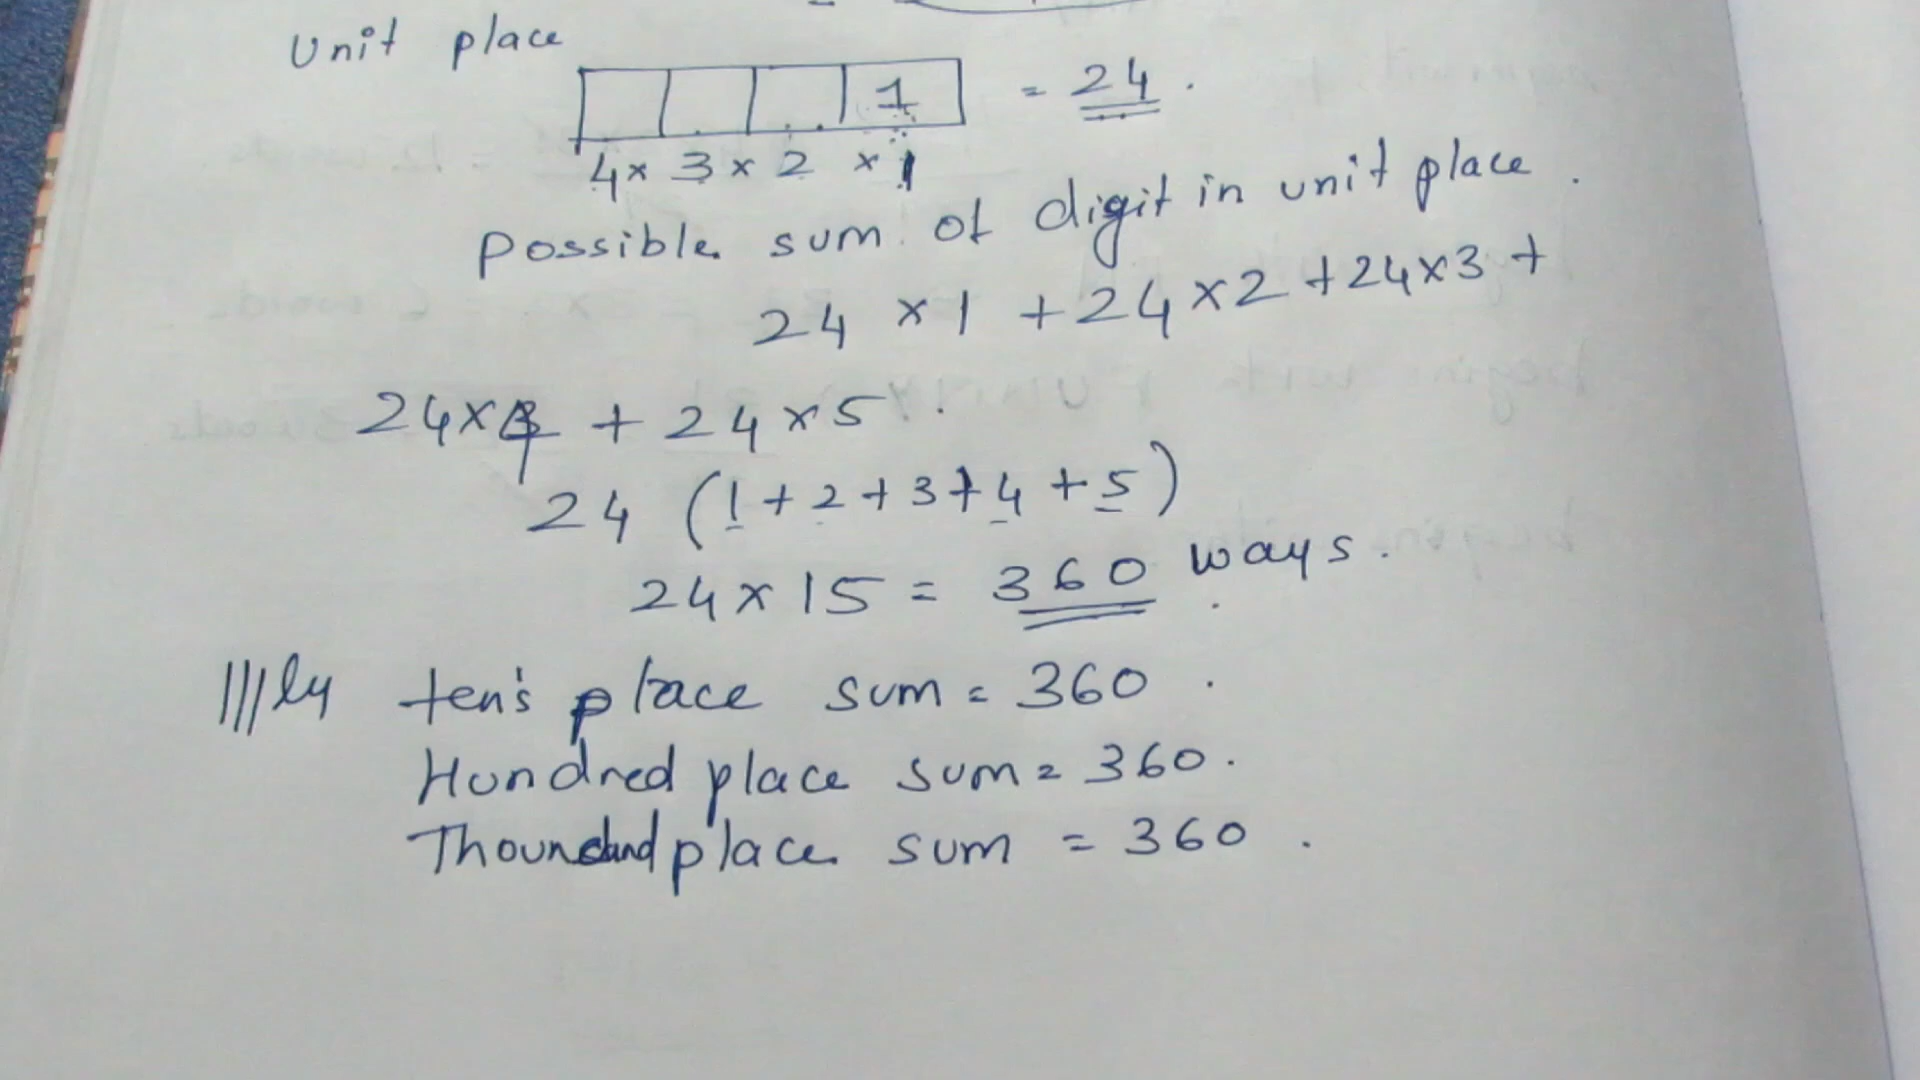 Unit place
1 = 24.
4 x 3 x 2 x 1
Possible sum of digit in unit place.
24 x 1 + 24 x 2 + 24 x 3 +
24 x 4 + 24 x 5.
24 (1 + 2 + 3 + 4 + 5)
24 x 15 = 360 ways.
|||ly ten's place sum = 360.
Hundred place sum = 360.
place sum = 360.